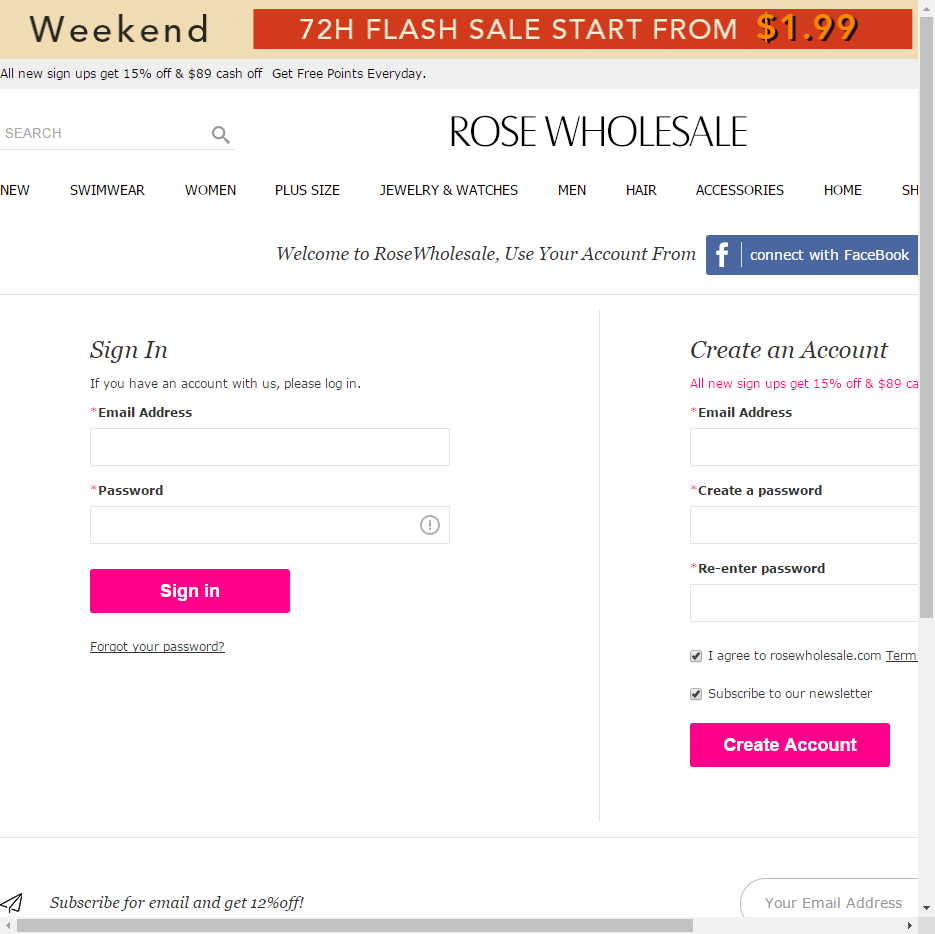 Weekend 72H FLASH SALE START FROM $1.99
All new sign ups get 15% off & $89 cash off Get Free Points Everyday.
SEARCH
ROSE WHOLESALE
NEW SWIMWEAR WOMEN PLUS SIZE JEWELRY & WATCHES MEN HAIR ACCESSORIES HOME SH
Welcome to RoseWholesale, Use Your Account From
f connect with FaceBook
Sign In
If you have an account with us, please log in.
*Email Address
*Password
Sign in
Forgot your password?
Create an Account
All new sign ups get 15% off & $89 ca
*Email Address
*Create a password
*Re-enter password
I agree to rosewholesale.com Term
Subscribe to our newsletter
Create Account
Subscribe for email and get 12%off!
Your Email Address